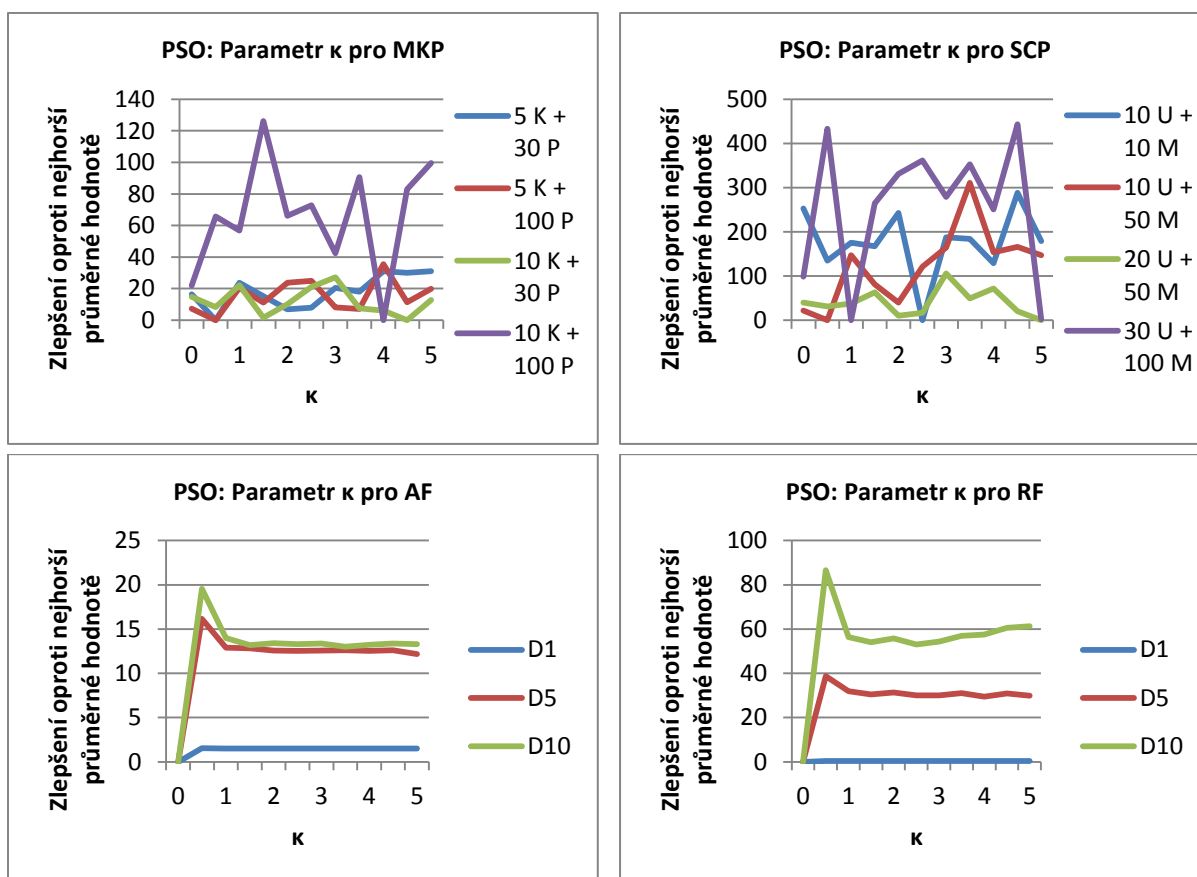 PSO: Parametr κ pro MKP
Zlepšení oproti nejhorší
průměrné hodnotě
140
120
100
80
60
40
20
0
0 1 2 3 4 5
κ
5 K +
30 P
5 K +
100 P
10 K +
30 P
10 K +
100 P
PSO: Parametr κ pro SCP
Zlepšení oproti nejhorší
průměrné hodnotě
500
400
300
200
100
0
0 1 2 3 4 5
κ
10 U +
10 M
10 U +
50 M
20 U +
50 M
30 U +
100 M
PSO: Parametr κ pro AF
Zlepšení oproti nejhorší
průměrné hodnotě
25
20
15
10
5
0
0 1 2 3 4 5
κ
D1
D5
D10
PSO: Parametr κ pro RF
Zlepšení oproti nejhorší
průměrné hodnotě
100
80
60
40
20
0
0 1 2 3 4 5
κ
D1
D5
D10